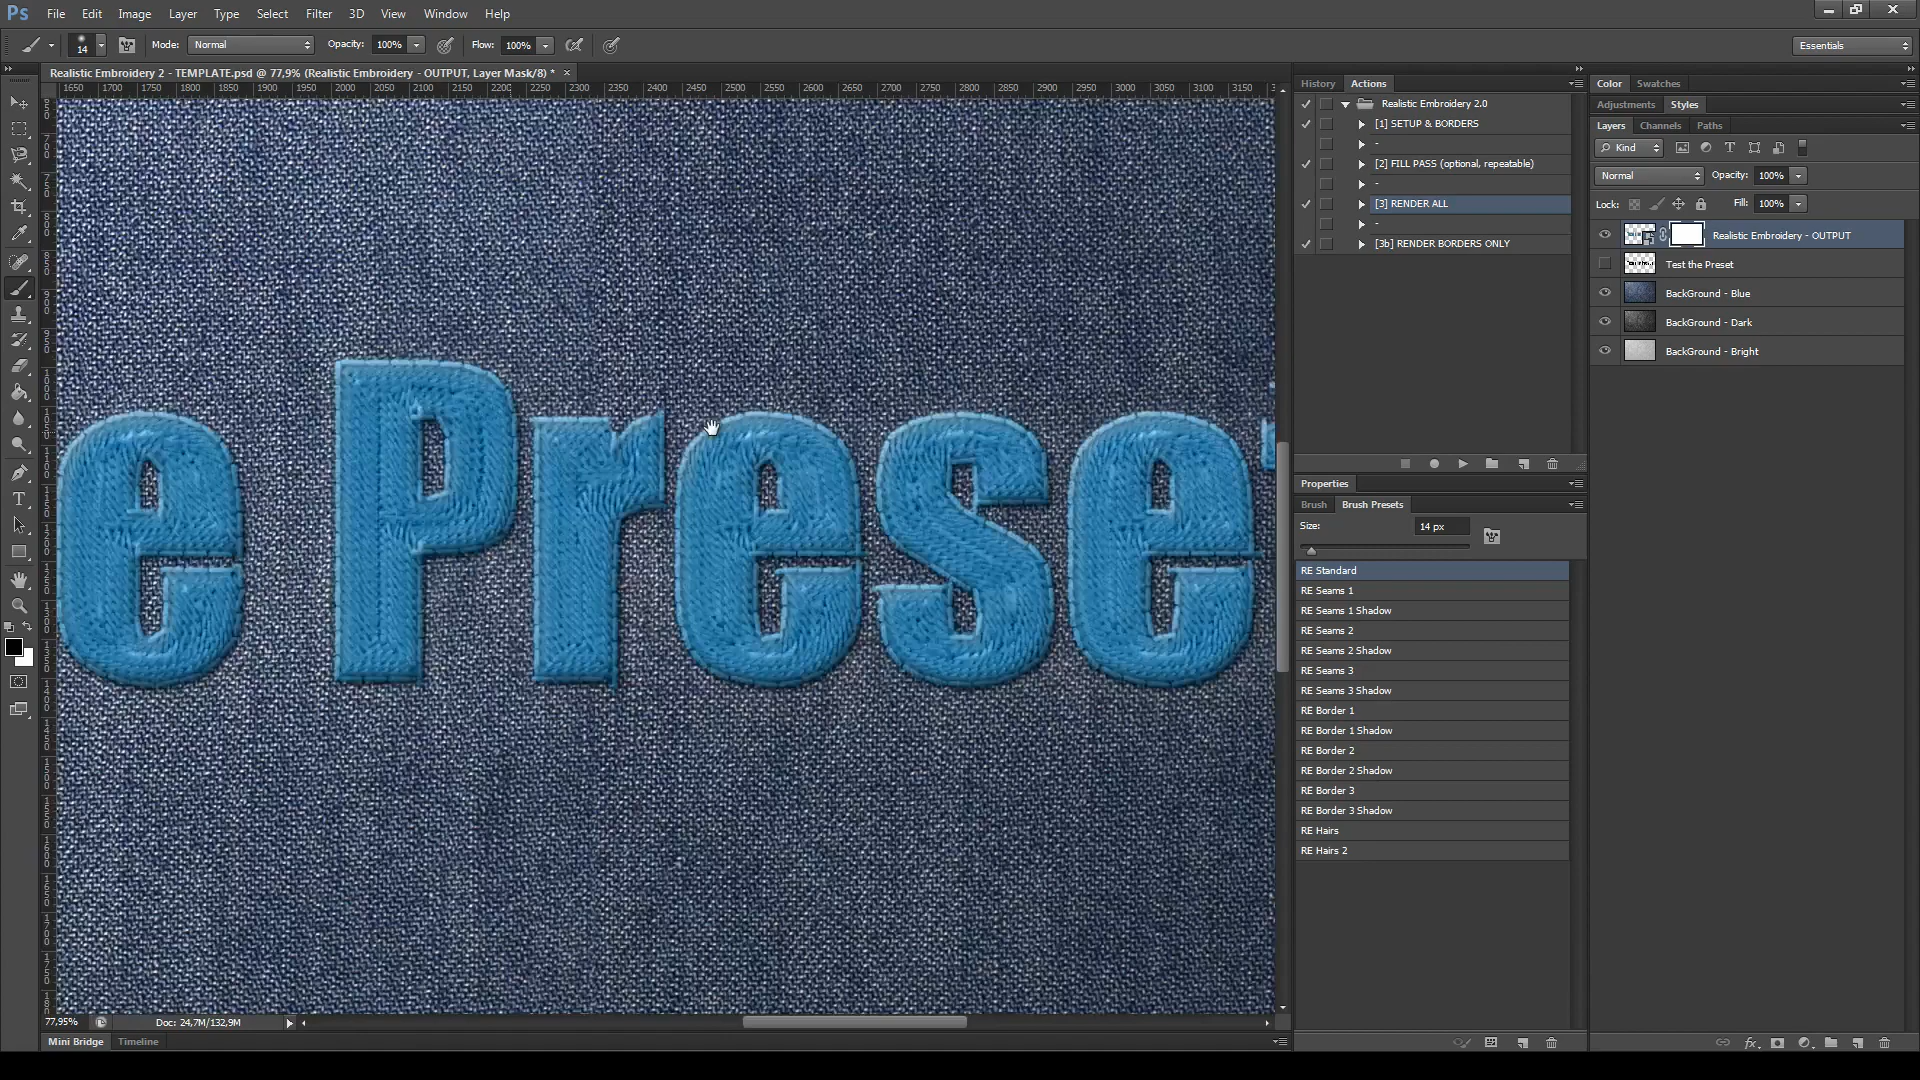 Ps File Edit Image Layer Type Select Filter 3D View Window Help
14 Mode: Normal Opacity: 100% Flow: 100% Essentials
Realistic Embroidery 2 - TEMPLATE.psd @ 77,9% (Realistic Embroidery - OUTPUT, Layer Mask/8) * ×
1650 1700 1750 1800 1850 1900 1950 2000 2050 2100 2150 2200 2250 2300 2350 2400 2450 2500 2550 2600 2650 2700 2750 2800 2850 2900 2950 3000 3050 3100 3150
e Prese
77,95% Doc: 24,7M/132,9M
Mini Bridge Timeline
History Actions
Realistic Embroidery 2.0
[1] SETUP & BORDERS
-
[2] FILL PASS (optional, repeatable)
-
[3] RENDER ALL
-
[3b] RENDER BORDERS ONLY
Properties
Brush Brush Presets
Size: 14 px
RE Standard
RE Seams 1
RE Seams 1 Shadow
RE Seams 2
RE Seams 2 Shadow
RE Seams 3
RE Seams 3 Shadow
RE Border 1
RE Border 1 Shadow
RE Border 2
RE Border 2 Shadow
RE Border 3
RE Border 3 Shadow
RE Hairs
RE Hairs 2
Color Swatches
Adjustments Styles
Layers Channels Paths
Kind
Normal Opacity: 100%
Lock: Fill: 100%
Realistic Embroidery - OUTPUT
Test the Preset
BackGround - Blue
BackGround - Dark
BackGround - Bright